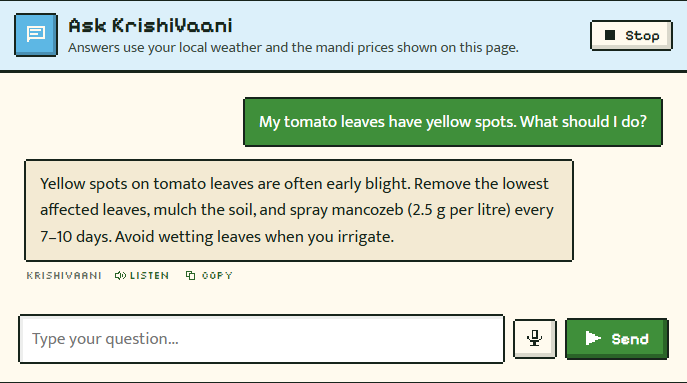 Ask KrishiVaani
Answers use your local weather and the mandi prices shown on this page.
Stop
My tomato leaves have yellow spots. What should I do?
Yellow spots on tomato leaves are often early blight. Remove the lowest
affected leaves, mulch the soil, and spray mancozeb (2.5 g per litre) every
7–10 days. Avoid wetting leaves when you irrigate.
KRISHIVAANI LISTEN COPY
Type your question...
Send